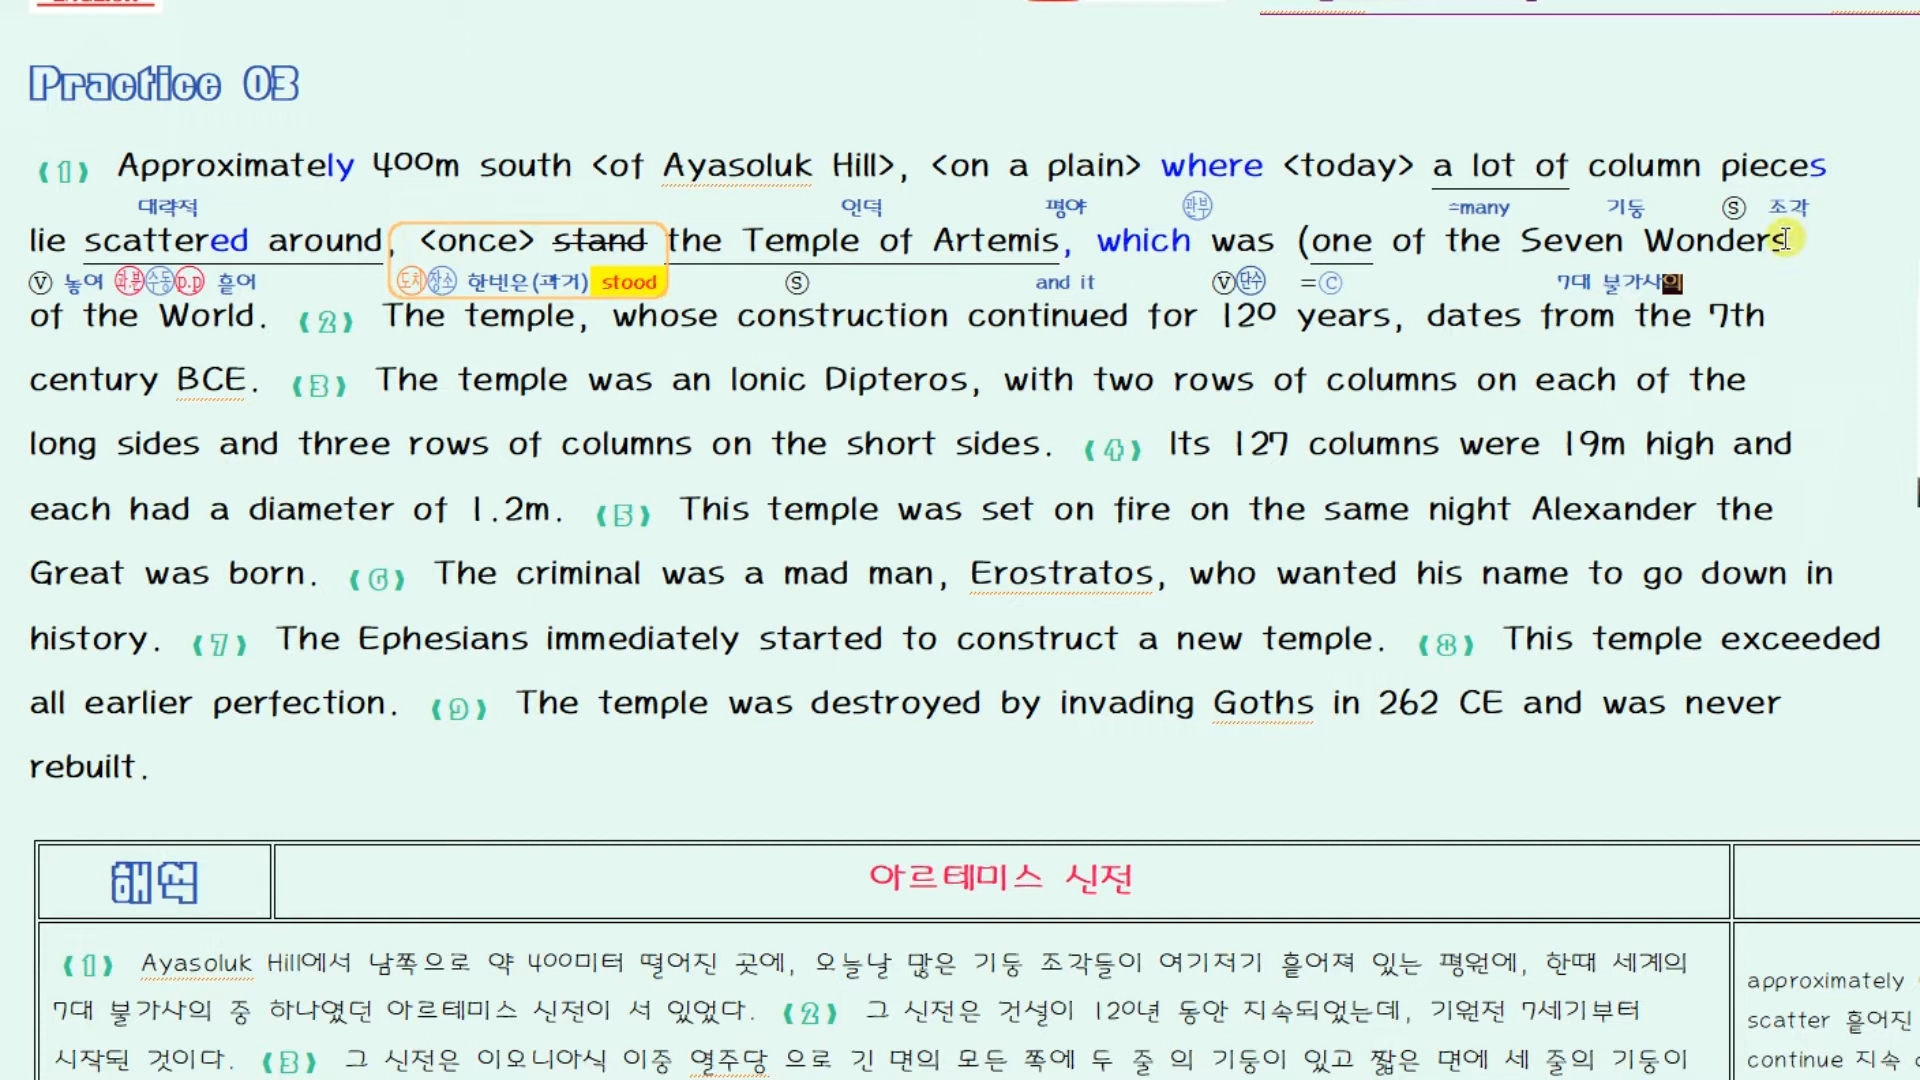 Practice 03
(1) Approximately 400m south <of Ayasoluk Hill>, <on a plain> where <today> a lot of column pieces
대략적 언덕 평야 관부 =many 기둥 S 조각
lie scattered around, <once> stand the Temple of Artemis, which was (one of the Seven Wonders
V 놓여 과.분 수동 p.p 흩어 도치 장소 한번은(과거) stood S and it V 단수 =C 7대 불가사의
of the World. (2) The temple, whose construction continued for 120 years, dates from the 7th
century BCE. (3) The temple was an Ionic Dipteros, with two rows of columns on each of the
long sides and three rows of columns on the short sides. (4) Its 127 columns were 19m high and
each had a diameter of 1.2m. (5) This temple was set on fire on the same night Alexander the
Great was born. (6) The criminal was a mad man, Erostratos, who wanted his name to go down in
history. (7) The Ephesians immediately started to construct a new temple. (8) This temple exceeded
all earlier perfection. (9) The temple was destroyed by invading Goths in 262 CE and was never
rebuilt.
해석 아르테미스 신전
(1) Ayasoluk Hill에서 남쪽으로 약 400미터 떨어진 곳에, 오늘날 많은 기둥 조각들이 여기저기 흩어져 있는 평원에, 한때 세계의
7대 불가사의 중 하나였던 아르테미스 신전이 서 있었다. (2) 그 신전은 건설이 120년 동안 지속되었는데, 기원전 7세기부터
시작된 것이다. (3) 그 신전은 이오니아식 이중 열주당 으로 긴 면의 모든 쪽에 두 줄 의 기둥이 있고 짧은 면에 세 줄의 기둥이
approximately
scatter 흩어진
continue 지속